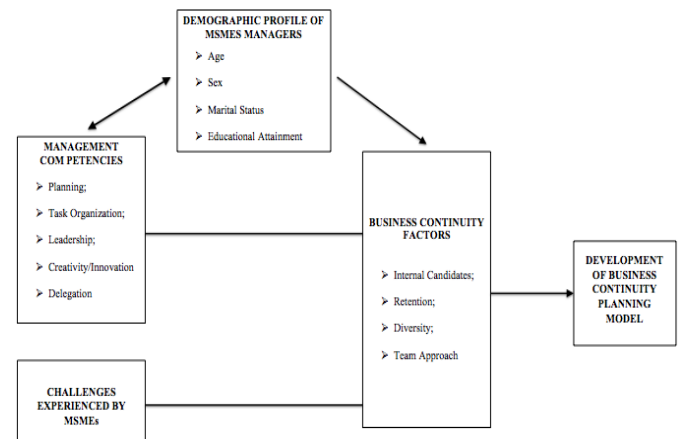 DEMOGRAPHIC PROFILE OF
MSMES MANAGERS
➢ Age
➢ Sex
➢ Marital Status
➢ Educational Attainment
MANAGEMENT
COM PETENCIES
➢ Planning;
➢ Task Organization;
➢ Leadership;
➢ Creativity/Innovation
➢ Delegation
BUSINESS CONTINUITY
FACTORS
➢ Internal Candidates;
➢ Retention;
➢ Diversity;
➢ Team Approach
DEVELOPMENT
OF BUSINESS
CONTINUITY
PLANNING
MODEL
CHALLENGES
EXPERIENCED BY
MSMEs